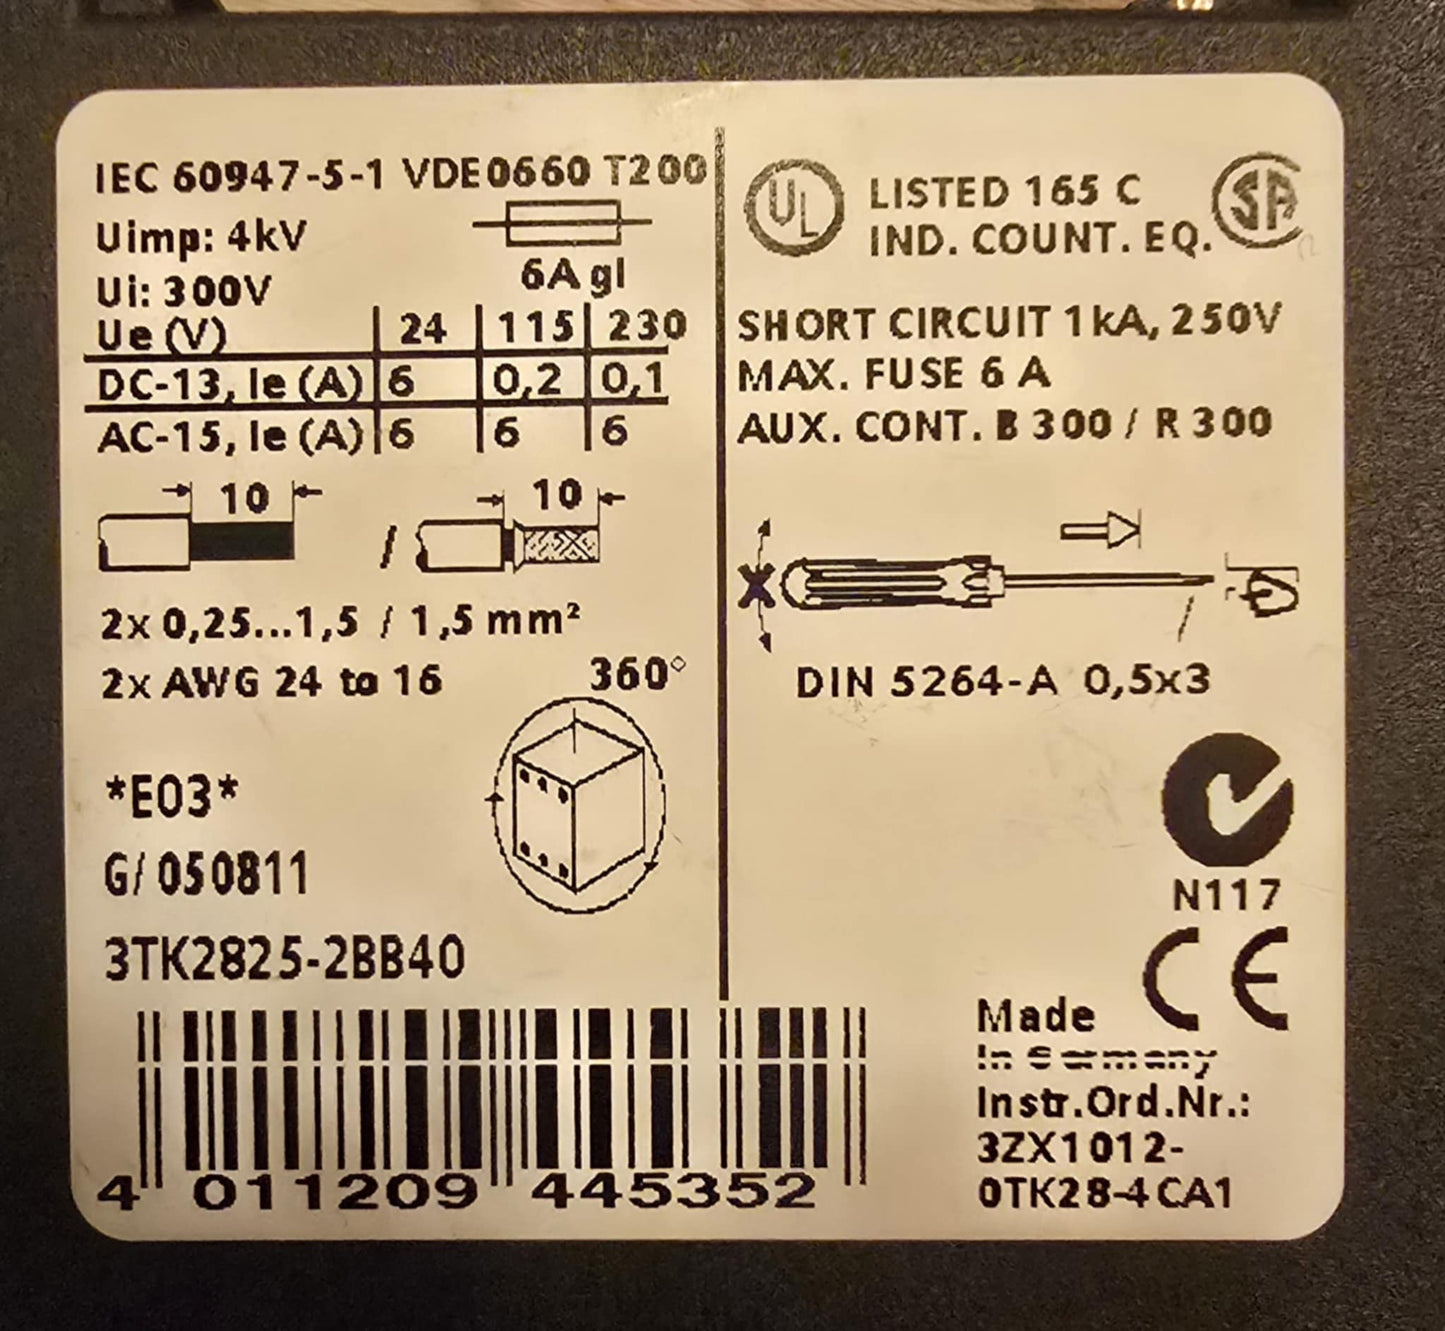 IEC 60947-5-1 VDE0660 T200
Uimp: 4kV
6A gl
Ui: 300V
Ue (V) 24 115 230
DC-13, Ie (A) 6 0,2 0,1
AC-15, Ie (A) 6 6 6
10 / 10
2x 0,25...1,5 / 1,5 mm²
2x AWG 24 to 16
360°
*E03*
G/050811
3TK2825-2BB40
4 011209 445352
UL LISTED 165 C SA
IND. COUNT. EQ.
SHORT CIRCUIT 1kA, 250V
MAX. FUSE 6 A
AUX. CONT. B 300 / R 300
DIN 5264-A 0,5x3
N117
CE
Made
In Germany
Instr.Ord.Nr.:
3ZX1012-
0TK28-4CA1